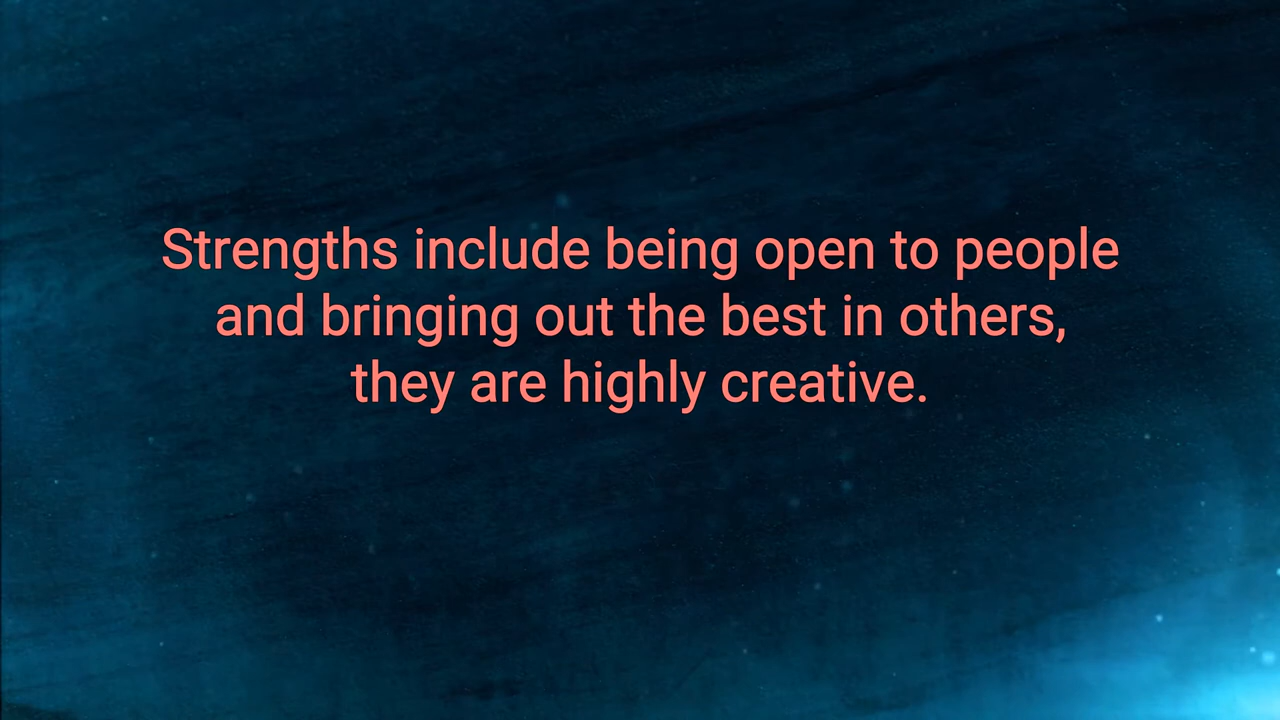 Strengths include being open to people
and bringing out the best in others,
they are highly creative.